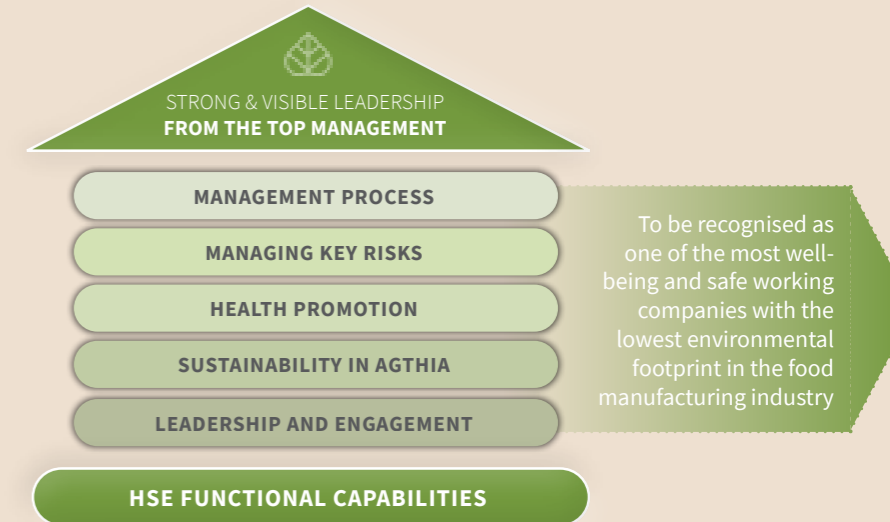 STRONG & VISIBLE LEADERSHIP
FROM THE TOP MANAGEMENT
MANAGEMENT PROCESS
MANAGING KEY RISKS
HEALTH PROMOTION
SUSTAINABILITY IN AGTHIA
LEADERSHIP AND ENGAGEMENT
HSE FUNCTIONAL CAPABILITIES
To be recognised as
one of the most well-
being and safe working
companies with the
lowest environmental
footprint in the food
manufacturing industry